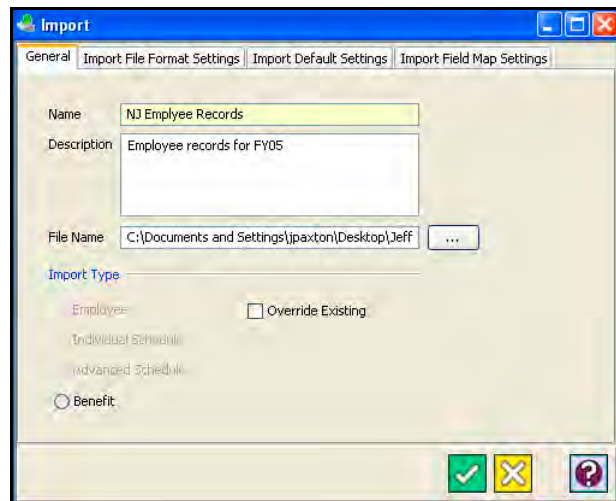 Import
General Import File Format Settings Import Default Settings Import Field Map Settings
Name NJ Emplyee Records
Description Employee records for FY05
File Name C:\Documents and Settings\jpaxton\Desktop\Jeff ...
Import Type
Employee Override Existing
Individual Schedule
Advanced Schedule
Benefit
?